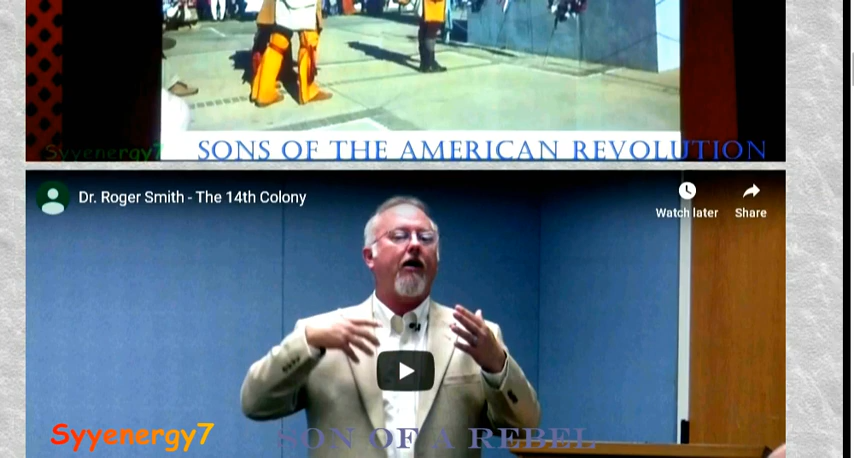 Syyenergy7
SONS OF THE AMERICAN REVOLUTION
Dr. Roger Smith - The 14th Colony
Watch later
Share
Syyenergy7
SON OF A REBEL